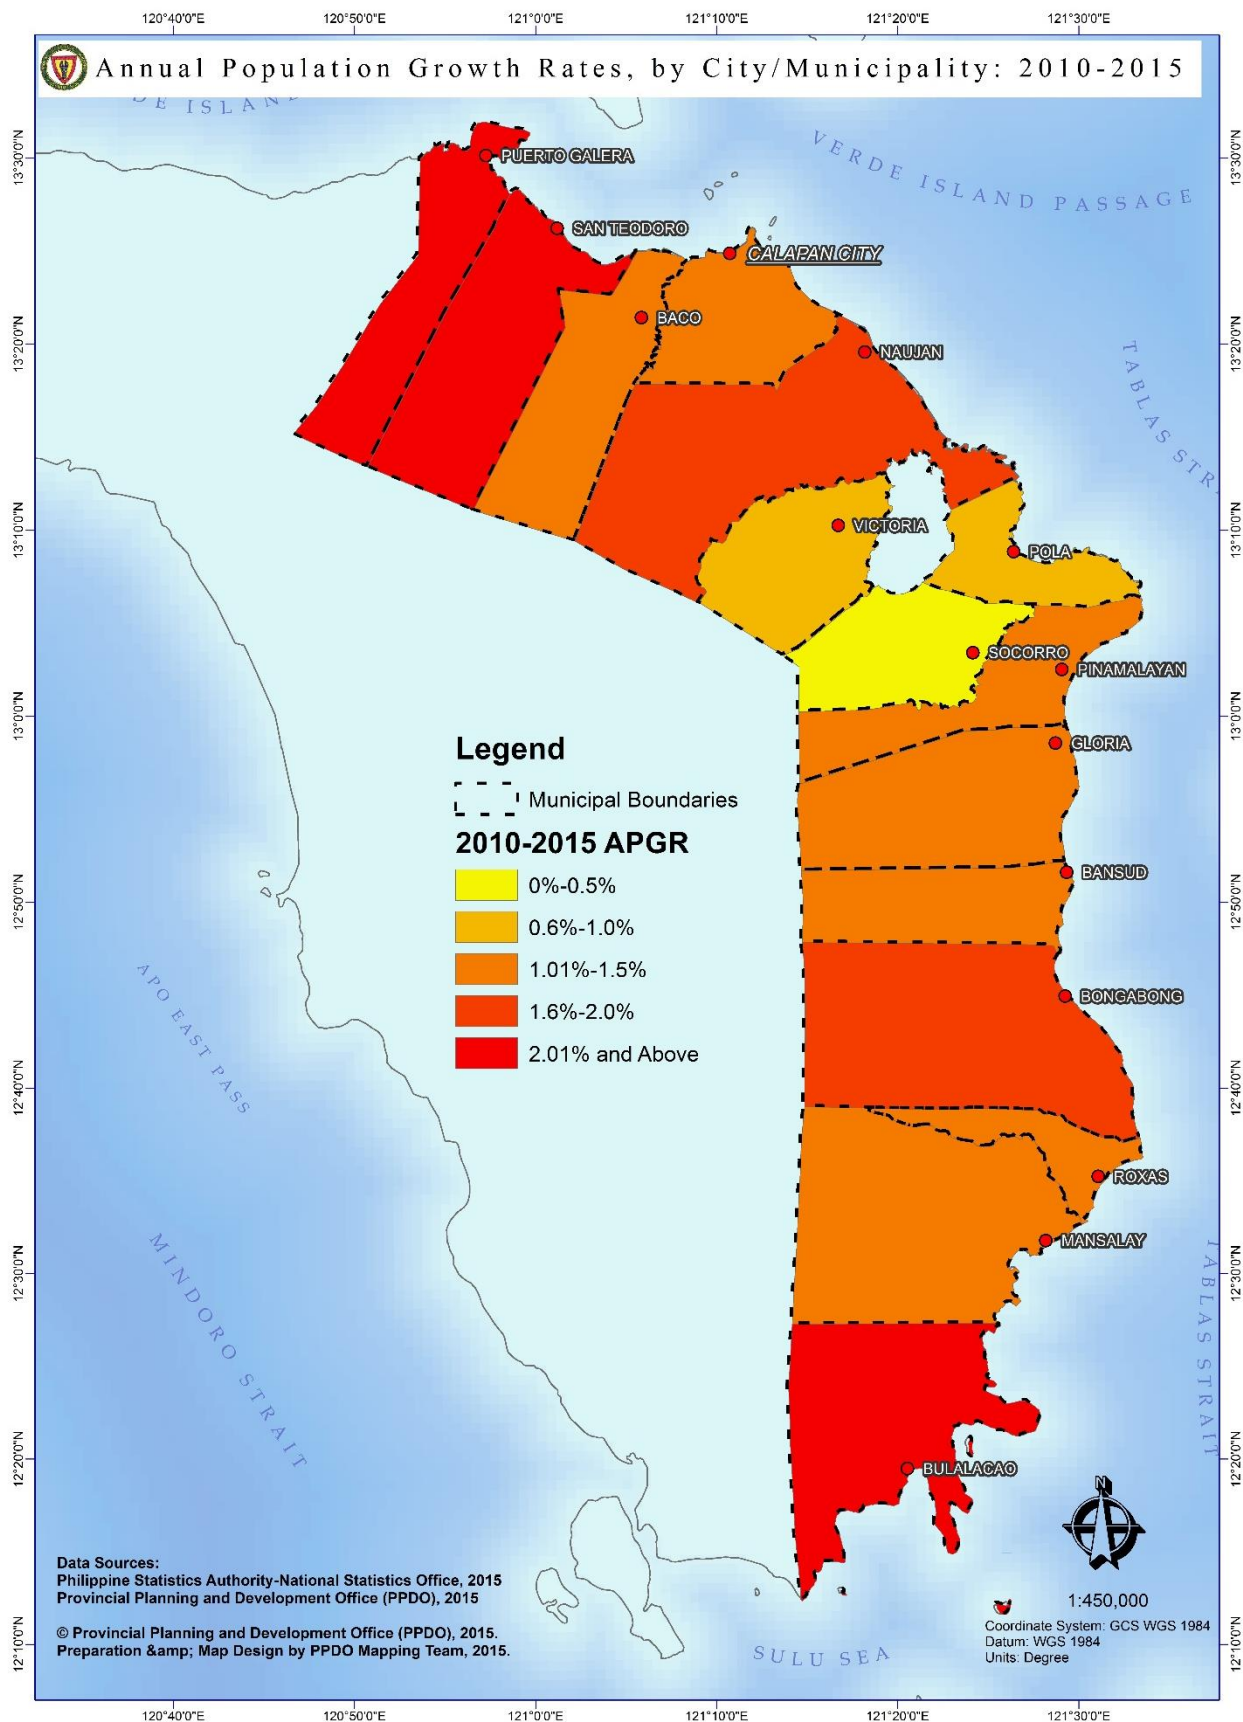 120°40'0"E 120°50'0"E 121°0'0"E 121°10'0"E 121°20'0"E 121°30'0"E
Annual Population Growth Rates, by City/Municipality: 2010-2015
DE ISLAND
VERDE ISLAND PASSAGE
13°30'0"N 13°30'0"N
PUERTO GALERA
SAN TEODORO
CALAPAN CITY
BACO
13°20'0"N 13°20'0"N
NAUJAN
TABLAS STR
VICTORIA
13°10'0"N 13°10'0"N
POLA
SOCORRO
PINAMALAYAN
13°0'0"N 13°0'0"N
GLORIA
Legend
Municipal Boundaries
2010-2015 APGR
0%-0.5%
0.6%-1.0%
1.01%-1.5%
1.6%-2.0%
2.01% and Above
BANSUD
12°50'0"N 12°50'0"N
BONGABONG
APO EAST PASS
12°40'0"N 12°40'0"N
ROXAS
MANSALAY
12°30'0"N 12°30'0"N
MINDORO STRAIT
TABLAS STRAIT
12°20'0"N 12°20'0"N
BULALACAO
N
1:450,000
Coordinate System: GCS WGS 1984
Datum: WGS 1984
Units: Degree
Data Sources:
Philippine Statistics Authority-National Statistics Office, 2015
Provincial Planning and Development Office (PPDO), 2015
© Provincial Planning and Development Office (PPDO), 2015.
Preparation &amp; Map Design by PPDO Mapping Team, 2015.
SULU SEA
12°10'0"N 12°10'0"N
120°40'0"E 120°50'0"E 121°0'0"E 121°10'0"E 121°20'0"E 121°30'0"E